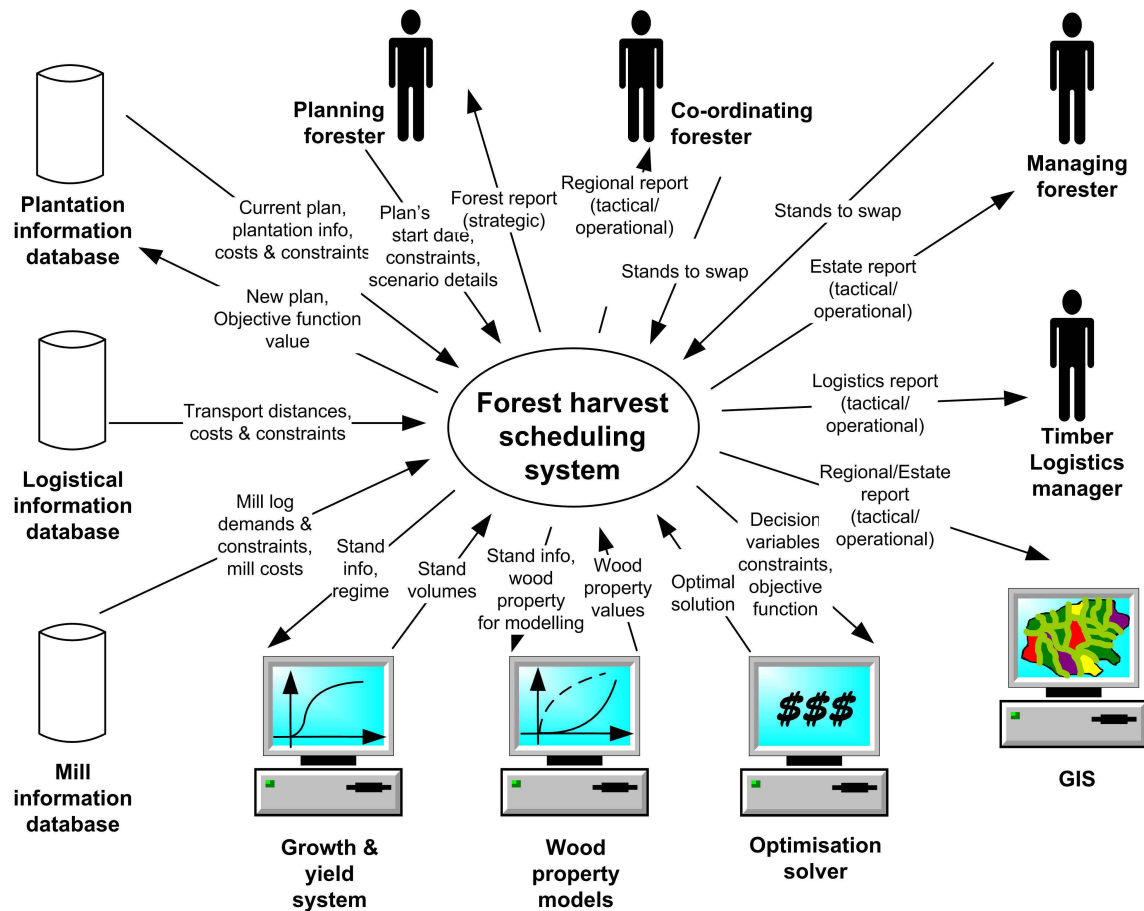 Planning
forester
Co-ordinating
forester
Managing
forester
Plantation
information
database
Current plan,
plantation info,
costs & constraints
Plan's
start date,
constraints,
scenario details
Forest report
(strategic)
Regional report
(tactical/
operational)
Stands to swap
Stands to swap
Estate report
(tactical/
operational)
New plan,
Objective function
value
Forest harvest
scheduling
system
Logistics report
(tactical/
operational)
Timber
Logistics
manager
Transport distances,
costs & constraints
Logistical
information
database
Regional/Estate
report
(tactical/
operational)
Mill log
demands &
constraints,
mill costs
Stand
info,
regime
Stand
volumes
Stand info,
wood
property
for modelling
Wood
property
values
Optimal
solution
Decision
variables
constraints,
objective
function
$$$
Mill
information
database
Growth &
yield
system
Wood
property
models
Optimisation
solver
GIS